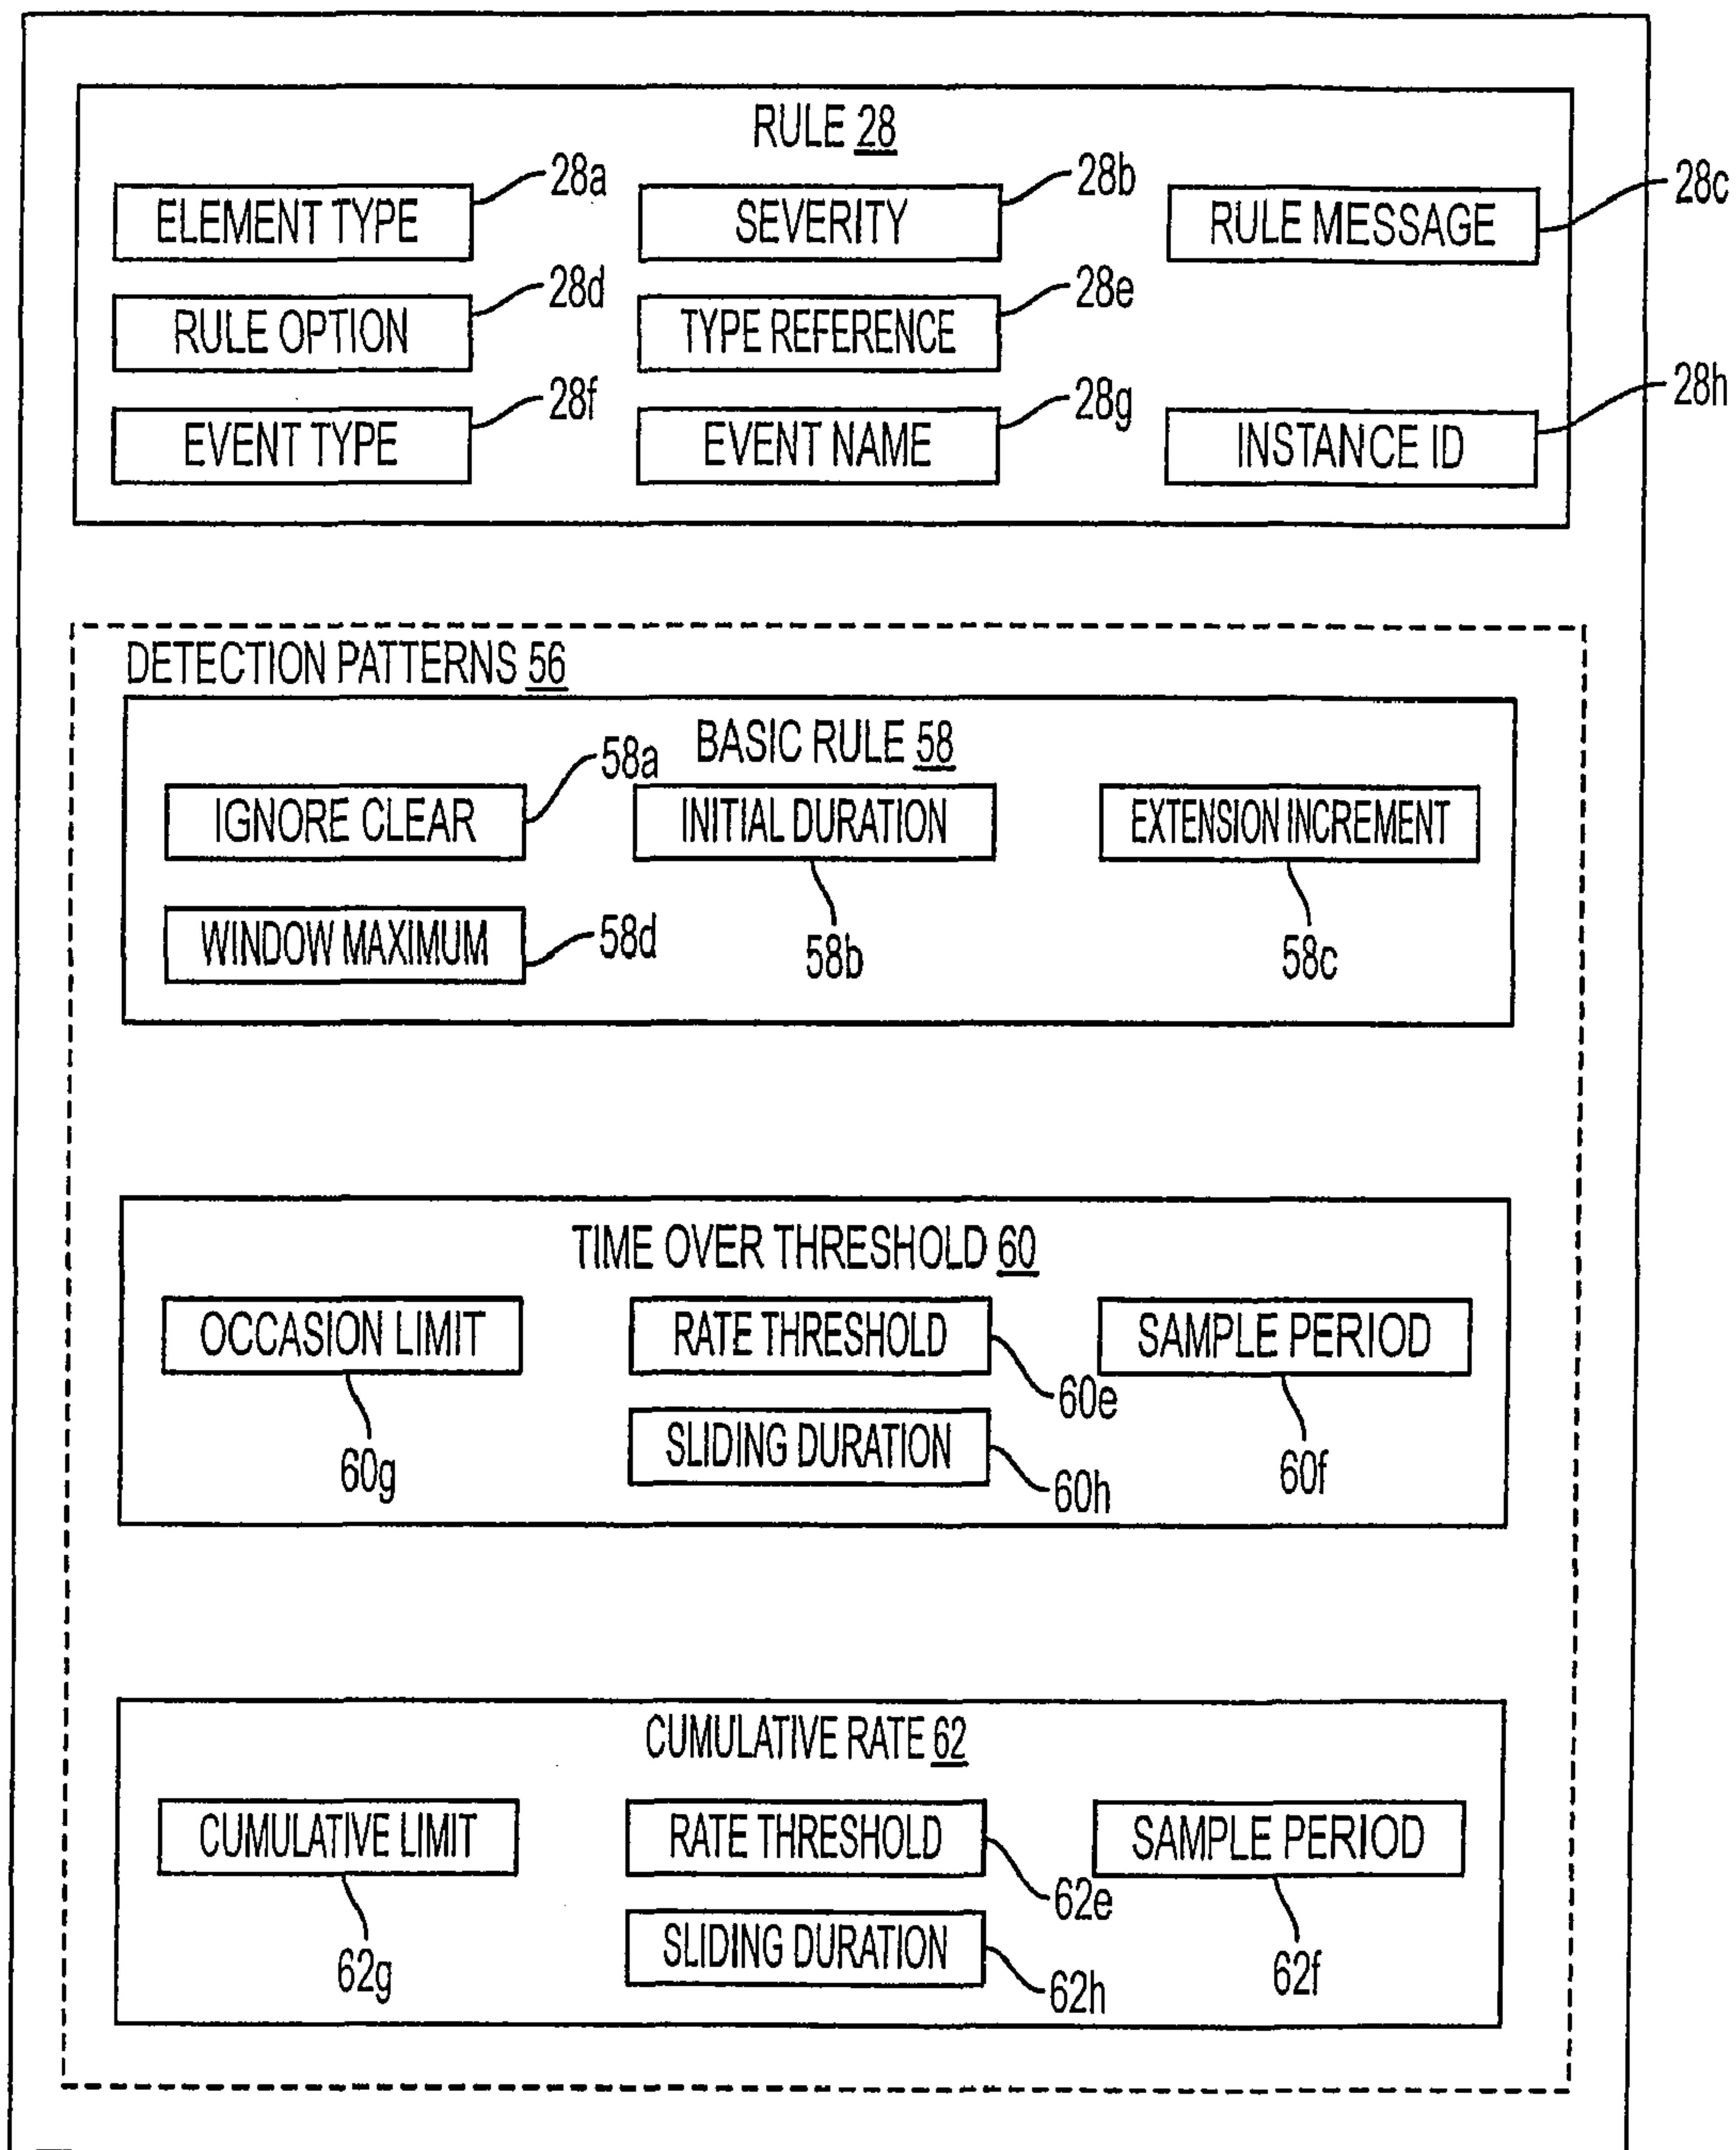 RULE 28
28a
28b
28c
ELEMENT TYPE
SEVERITY
RULE MESSAGE
28d
28e
RULE OPTION
TYPE REFERENCE
28f
28g
28h
EVENT TYPE
EVENT NAME
INSTANCE ID
DETECTION PATTERNS 56
BASIC RULE 58
58a
IGNORE CLEAR
INITIAL DURATION
EXTENSION INCREMENT
WINDOW MAXIMUM
58d
58b
58c
TIME OVER THRESHOLD 60
OCCASION LIMIT
RATE THRESHOLD
SAMPLE PERIOD
60e
SLIDING DURATION
60g
60h
60f
CUMULATIVE RATE 62
CUMULATIVE LIMIT
RATE THRESHOLD
SAMPLE PERIOD
62e
SLIDING DURATION
62g
62h
62f